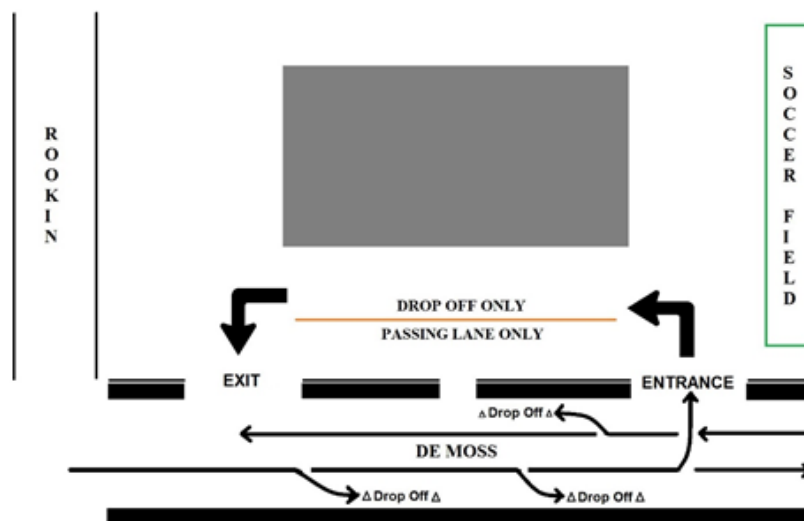 ROOKIN
SOCCER FIELD
DROP OFF ONLY
PASSING LANE ONLY
EXIT
ENTRANCE
Δ Drop Off Δ
DE MOSS
Δ Drop Off Δ
Δ Drop Off Δ